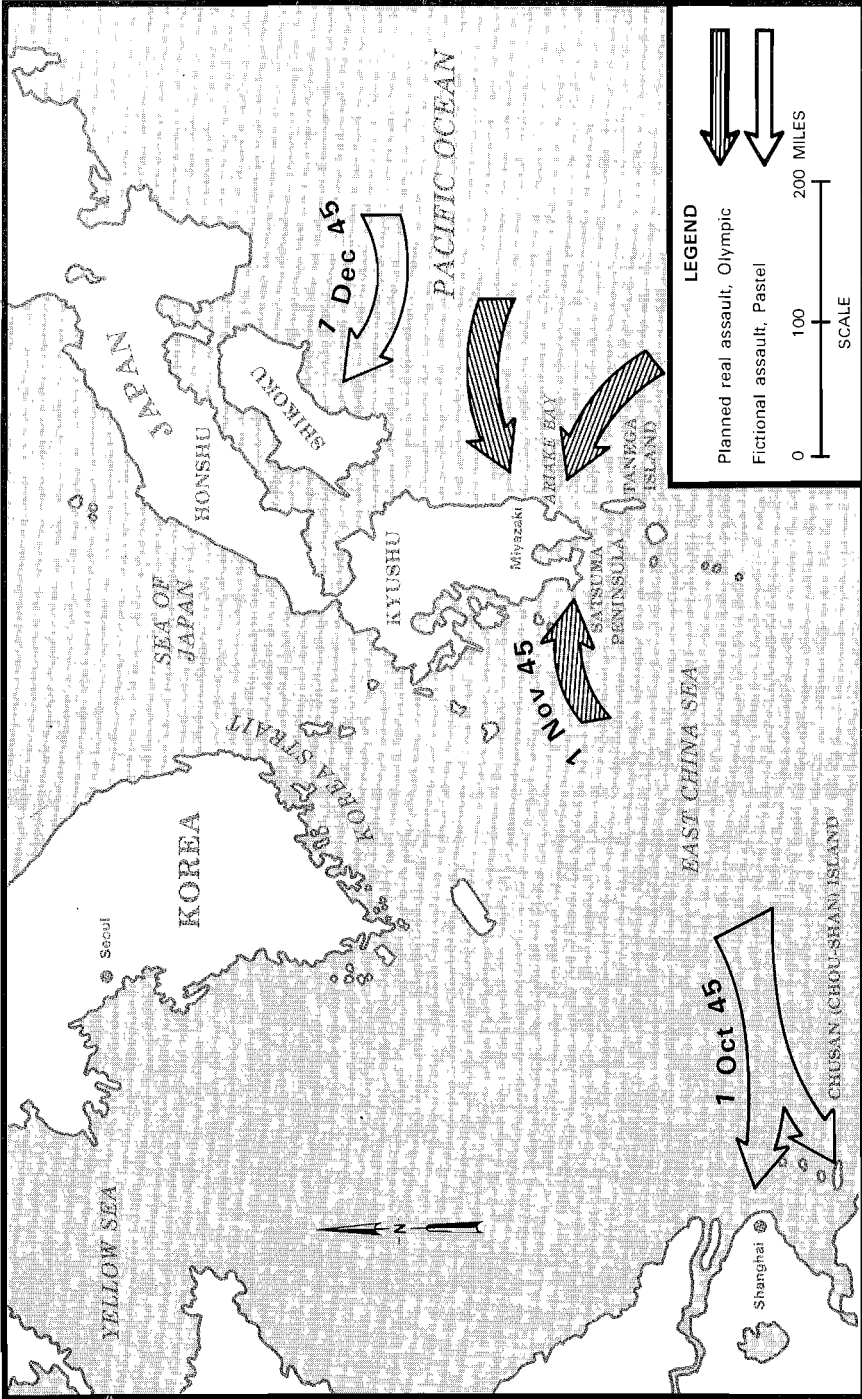 YELLOW SEA
Seoul
KOREA
KOREA STRAIT
SEA OF
JAPAN
JAPAN
HONSHU
SHIKOKU
KYUSHU
1 Dec 45
PACIFIC OCEAN
N
Miyazaki
ARIAKE BAY
SATSUMA
PENINSULA
TANEGA
ISLAND
1 Nov 45
EAST CHINA SEA
1 Oct 45
Shanghai
CHUSAN (CHOU-SHAN) ISLAND
LEGEND
Planned real assault, Olympic
Fictional assault, Pastel
0 100 200 MILES
SCALE